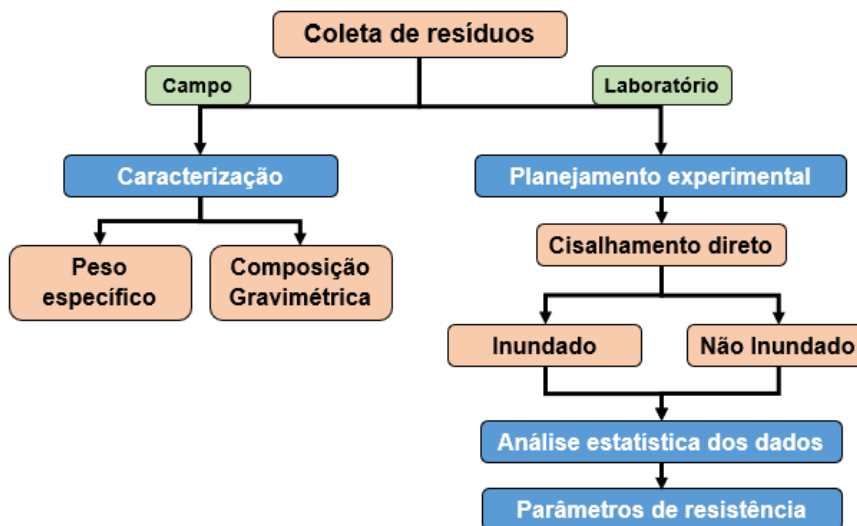 Coleta de resíduos
Campo
Laboratório
Caracterização
Planejamento experimental
Peso
específico
Composição
Gravimétrica
Cisalhamento direto
Inundado
Não Inundado
Análise estatística dos dados
Parâmetros de resistência